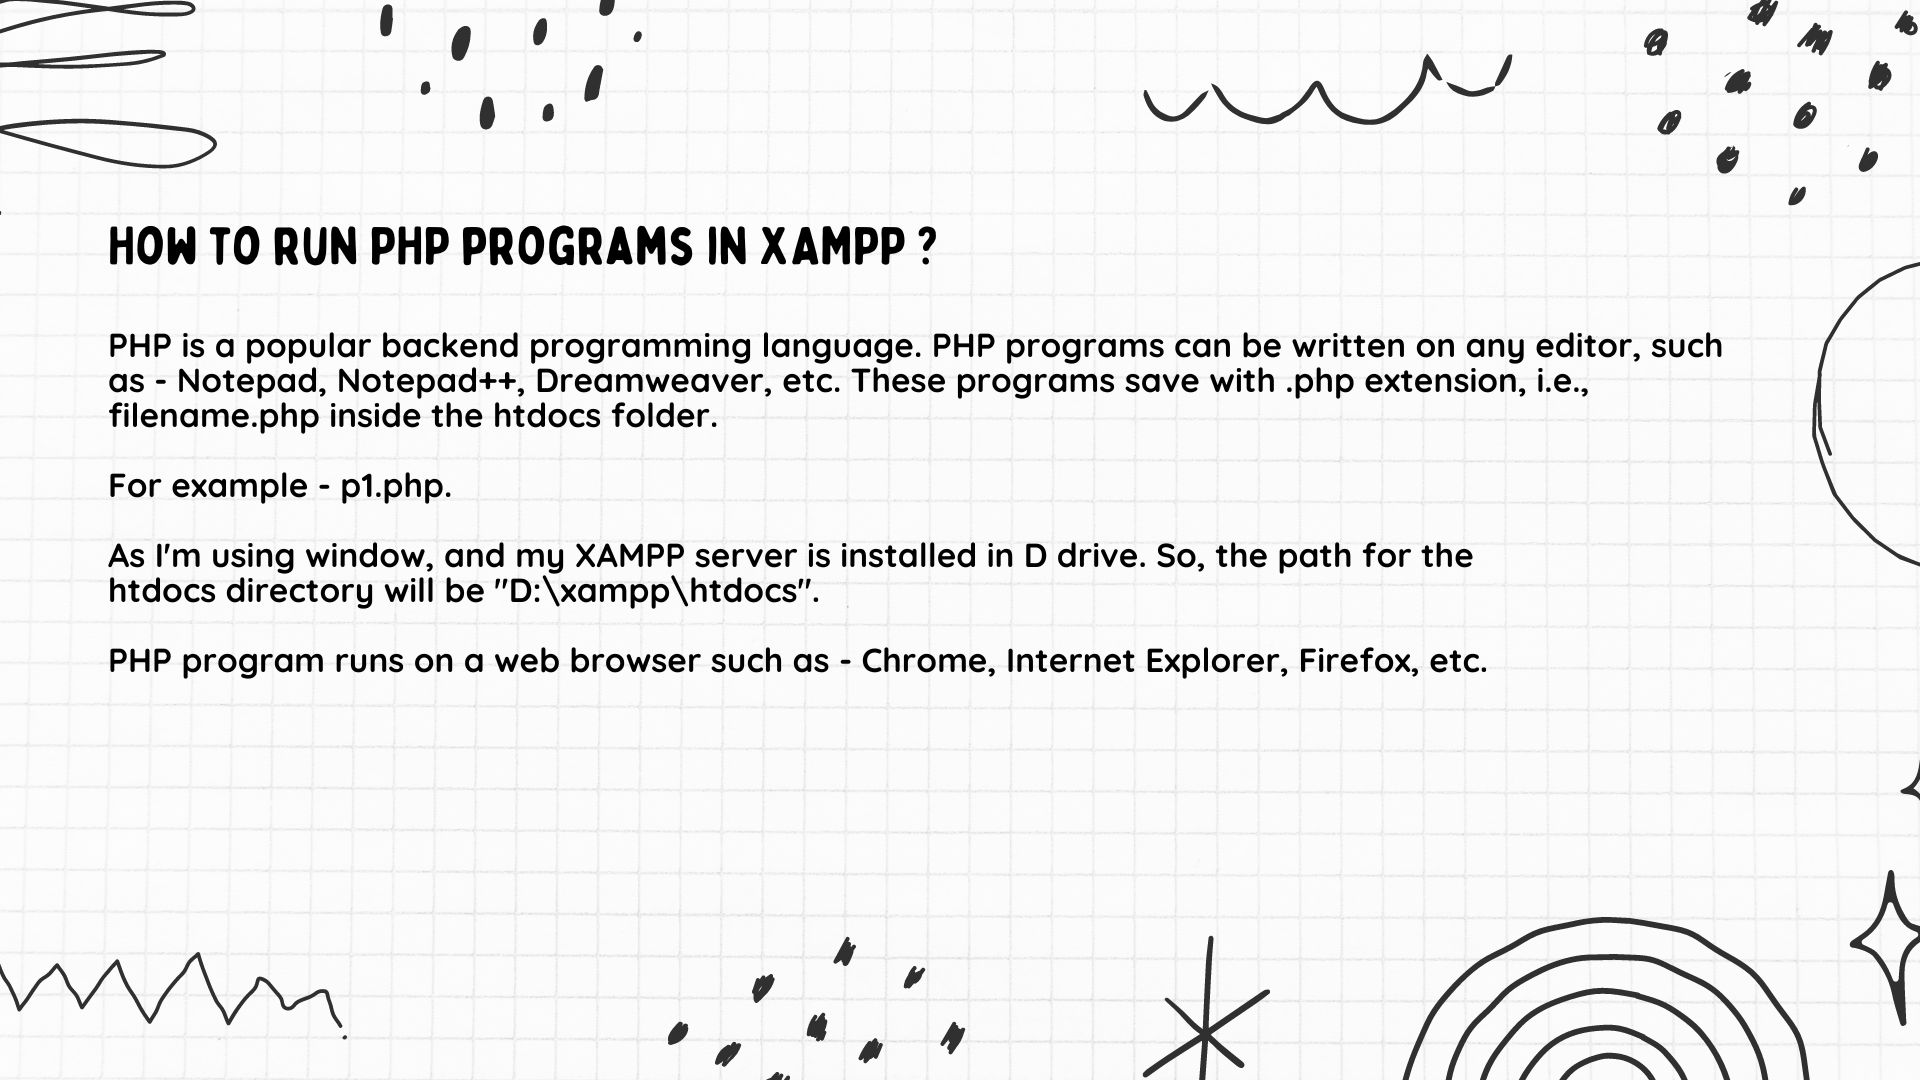 HOW TO RUN PHP PROGRAMS IN XAMPP ?
PHP is a popular backend programming language. PHP programs can be written on any editor, such
as - Notepad, Notepad++, Dreamweaver, etc. These programs save with .php extension, i.e.,
filename.php inside the htdocs folder.
For example - p1.php.
As I'm using window, and my XAMPP server is installed in D drive. So, the path for the
htdocs directory will be "D:\xampp\htdocs".
PHP program runs on a web browser such as - Chrome, Internet Explorer, Firefox, etc.